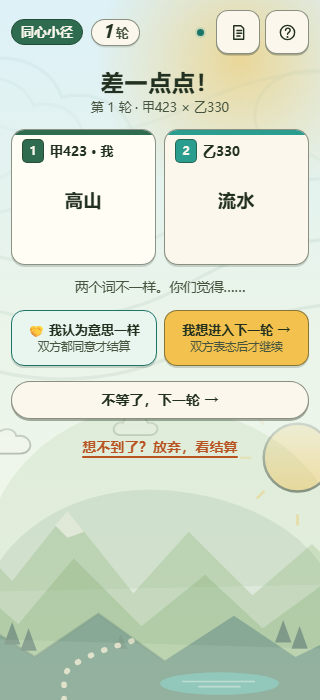 同心小径
1轮
差一点点！
第 1 轮 · 甲423 × 乙330
1 甲423 · 我
高山
2 乙330
流水
两个词不一样。你们觉得……
我认为意思一样
双方都同意才结算
我想进入下一轮 →
双方表态后才继续
不等了，下一轮 →
想不到了？放弃，看结算